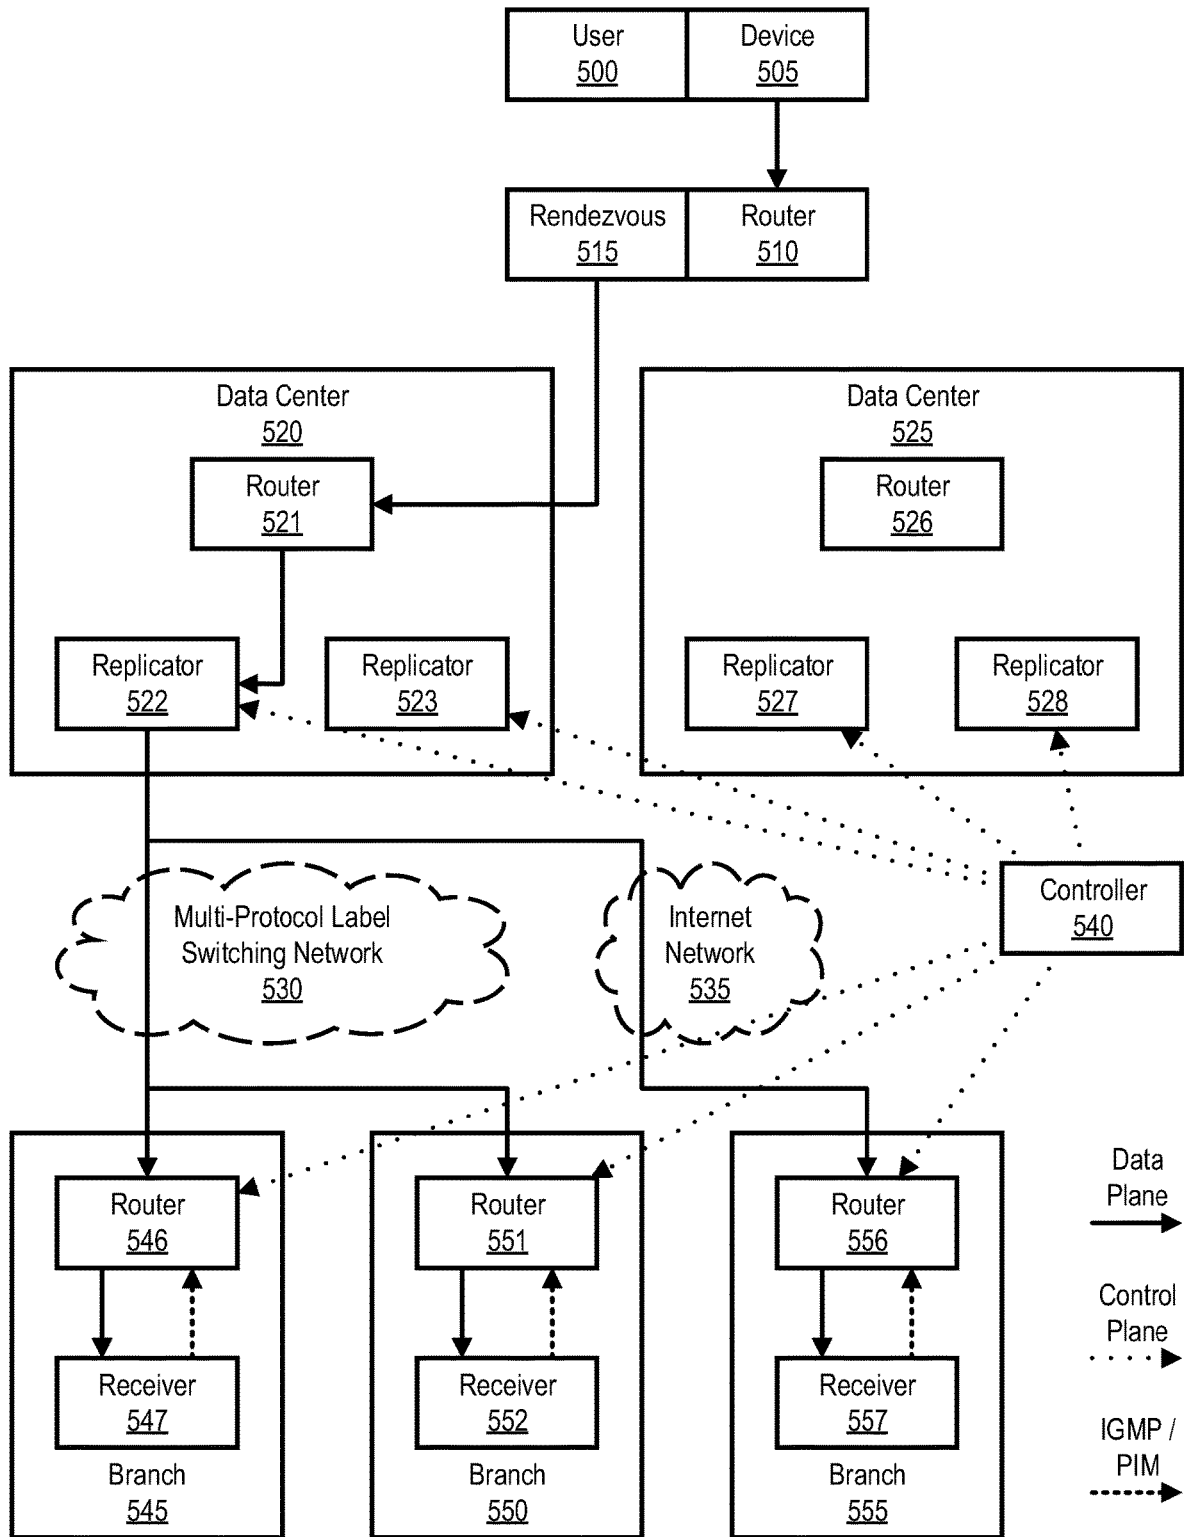 User
500
Device
505
Rendezvous
515
Router
510
Data Center
520
Router
521
Replicator
522
Replicator
523
Data Center
525
Router
526
Replicator
527
Replicator
528
Multi-Protocol Label
Switching Network
530
Internet
Network
535
Controller
540
Router
546
Receiver
547
Branch
545
Router
551
Receiver
552
Branch
550
Router
556
Receiver
557
Branch
555
Data
Plane
Control
Plane
IGMP /
PIM